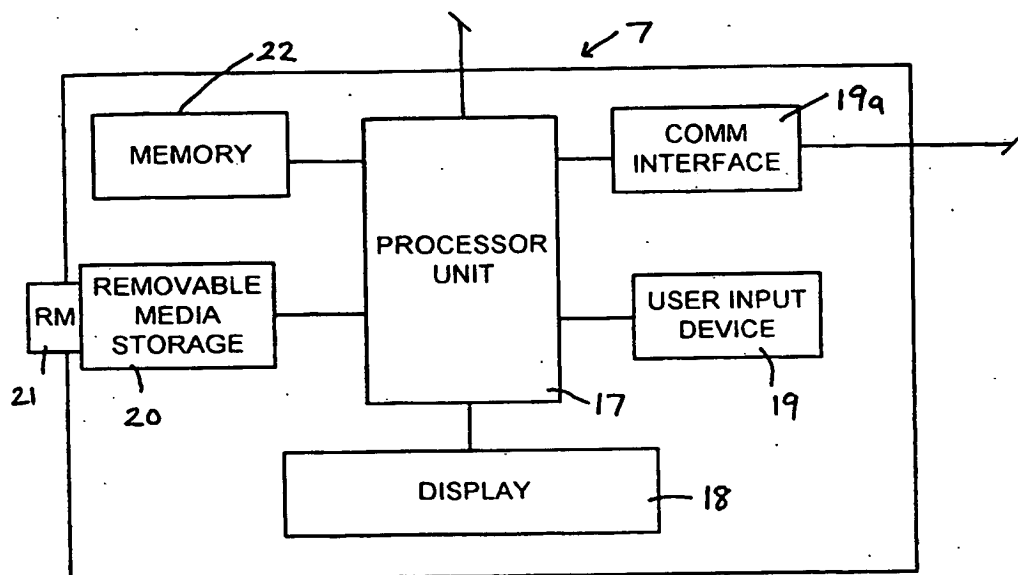 7
22
19a
MEMORY
COMM
INTERFACE
PROCESSOR
UNIT
RM
REMOVABLE
MEDIA
STORAGE
USER INPUT
DEVICE
21
20
17
19
DISPLAY
18